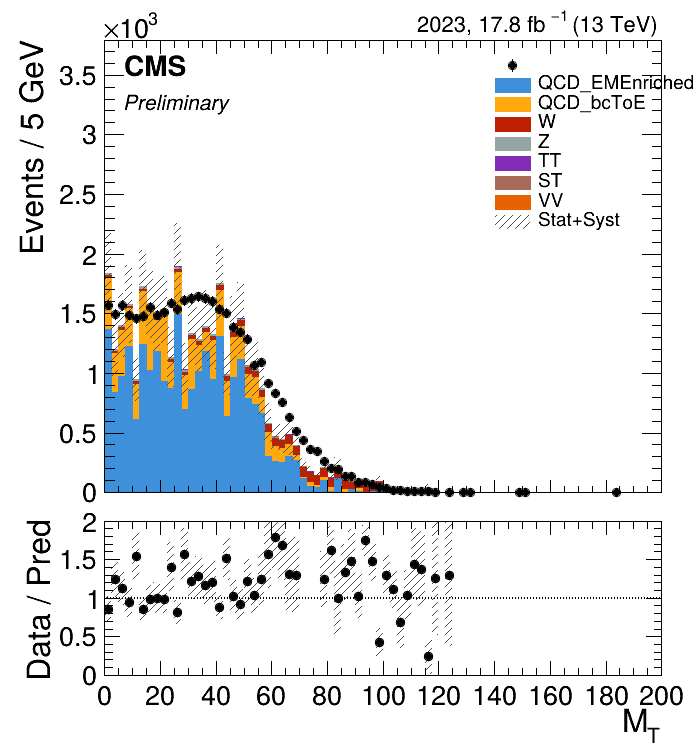 ×10³
2023, 17.8 fb⁻¹ (13 TeV)
Events / 5 GeV
CMS
Preliminary
QCD_EMEnriched
QCD_bcToE
W
Z
TT
ST
VV
Stat+Syst
3.5
3
2.5
2
1.5
1
0.5
0
Data / Pred
2
1.5
1
0.5
0
0 20 40 60 80 100 120 140 160 180 200
M_T